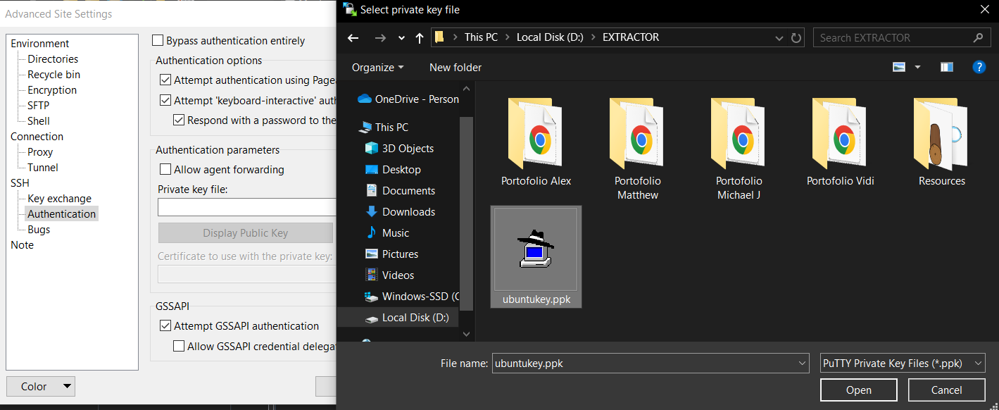 Advanced Site Settings
Environment
Directories
Recycle bin
Encryption
SFTP
Shell
Connection
Proxy
Tunnel
SSH
Key exchange
Authentication
Bugs
Note
Color
Bypass authentication entirely
Authentication options
Attempt authentication using Pagea
Attempt 'keyboard-interactive' auth
Respond with a password to the
Authentication parameters
Allow agent forwarding
Private key file:
Display Public Key
Certificate to use with the private key:
GSSAPI
Attempt GSSAPI authentication
Allow GSSAPI credential delega
Select private key file
This PC
Local Disk (D:)
EXTRACTOR
Search EXTRACTOR
Organize
New folder
?
OneDrive - Person
This PC
3D Objects
Desktop
Documents
Downloads
Music
Pictures
Videos
Windows-SSD (C
Local Disk (D:)
Portofolio Alex
Portofolio
Matthew
Portofolio
Michael J
Portofolio Vidi
Resources
ubuntukey.ppk
File name:
ubuntukey.ppk
PuTTY Private Key Files (*.ppk)
Open
Cancel